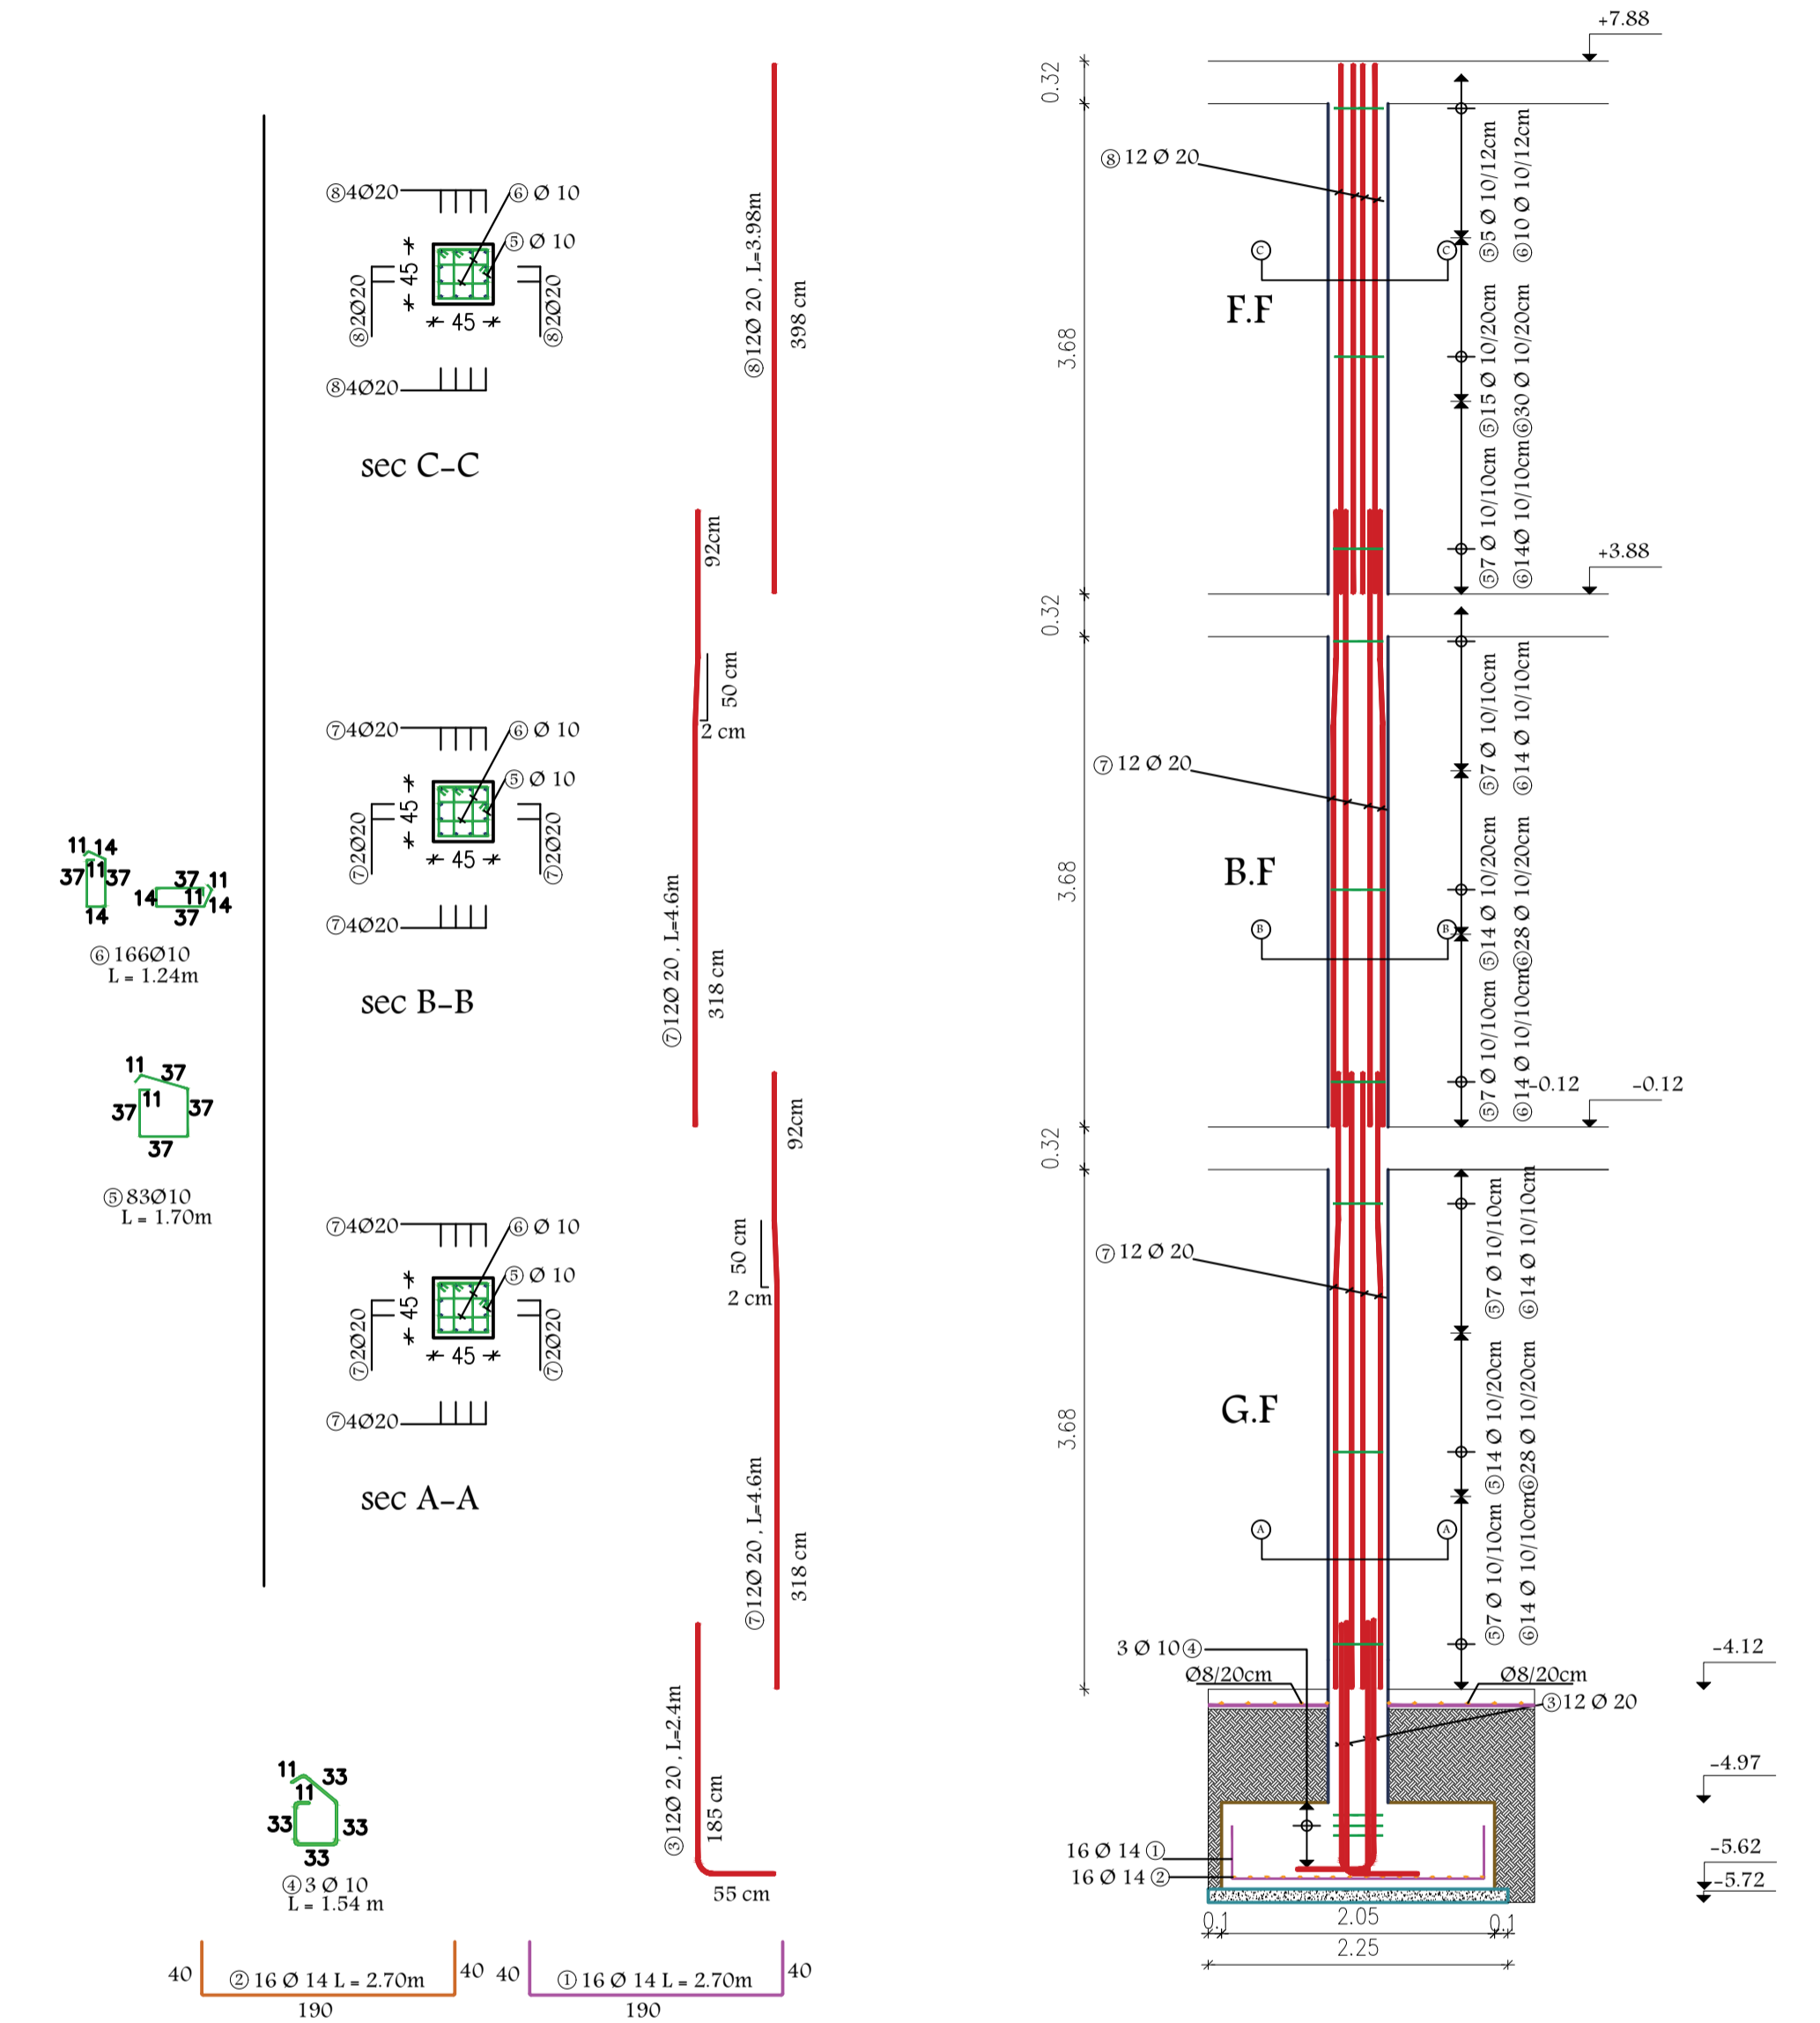 ⑧4Ø20
⑥ Ø 10
⑤ Ø 10
45
45
⑧2Ø20
⑧2Ø20
⑧4Ø20
sec C-C
⑦4Ø20
⑥ Ø 10
⑤ Ø 10
45
45
⑦2Ø20
⑦2Ø20
⑦4Ø20
sec B-B
⑦4Ø20
⑥ Ø 10
⑤ Ø 10
45
45
⑦2Ø20
⑦2Ø20
⑦4Ø20
sec A-A
11 14
37 11 37
14
37 11
14 11 14
37
⑥ 166Ø10
L = 1.24m
11 37
37 11 37
37
⑤83Ø10
L = 1.70m
11 33
11
33 33
33
④3 Ø 10
L = 1.54 m
40 ② 16 Ø 14 L = 2.70m 40
190
40 ① 16 Ø 14 L = 2.70m 40
190
⑧12Ø 20 , L=3.98m
398 cm
92cm
50 cm
2 cm
⑦12Ø 20 , L=4.6m
318 cm
92cm
50 cm
2 cm
⑦12Ø 20 , L=4.6m
318 cm
③12Ø 20 , L=2.4m
185 cm
55 cm
+7.88
0.32
⑧ 12 Ø 20
C
C
F.F
3.68
⑤5 Ø 10/12cm
⑥10 Ø 10/12cm
⑤15 Ø 10/20cm
⑥30 Ø 10/20cm
⑤7 Ø 10/10cm
⑥14Ø 10/10cm
+3.88
0.32
⑦ 12 Ø 20
B.F
3.68
B
B
⑤7 Ø 10/10cm
⑥14 Ø 10/10cm
⑤14 Ø 10/20cm
⑥28 Ø 10/20cm
⑤7 Ø 10/10cm
⑥14 Ø 10/10cm
-0.12
-0.12
0.32
⑦ 12 Ø 20
G.F
3.68
A
A
⑤7 Ø 10/10cm
⑥14 Ø 10/10cm
⑤14 Ø 10/20cm
⑥28 Ø 10/20cm
⑤7 Ø 10/10cm
⑥14 Ø 10/10cm
3 Ø 10④
Ø8/20cm
Ø8/20cm
③12 Ø 20
-4.12
-4.97
16 Ø 14 ①
16 Ø 14 ②
-5.62
-5.72
0.1
2.05
0.1
2.25